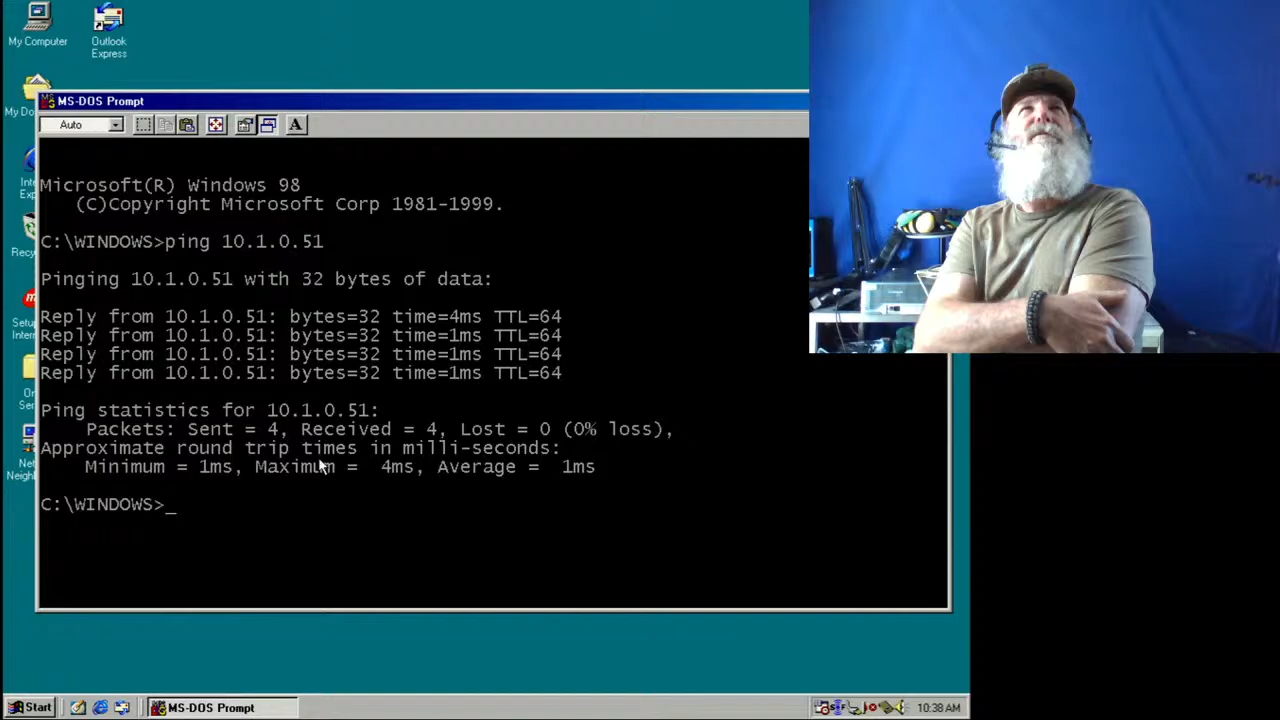 My Computer
Outlook
Express
MS-DOS Prompt
Auto
A
Microsoft(R) Windows 98
(C)Copyright Microsoft Corp 1981-1999.
C:\WINDOWS>ping 10.1.0.51
Pinging 10.1.0.51 with 32 bytes of data:
Reply from 10.1.0.51: bytes=32 time=4ms TTL=64
Reply from 10.1.0.51: bytes=32 time=1ms TTL=64
Reply from 10.1.0.51: bytes=32 time=1ms TTL=64
Reply from 10.1.0.51: bytes=32 time=1ms TTL=64
Ping statistics for 10.1.0.51:
Packets: Sent = 4, Received = 4, Lost = 0 (0% loss),
Approximate round trip times in milli-seconds:
Minimum = 1ms, Maximum = 4ms, Average = 1ms
C:\WINDOWS>_
Start
MS-DOS Prompt
10:38 AM